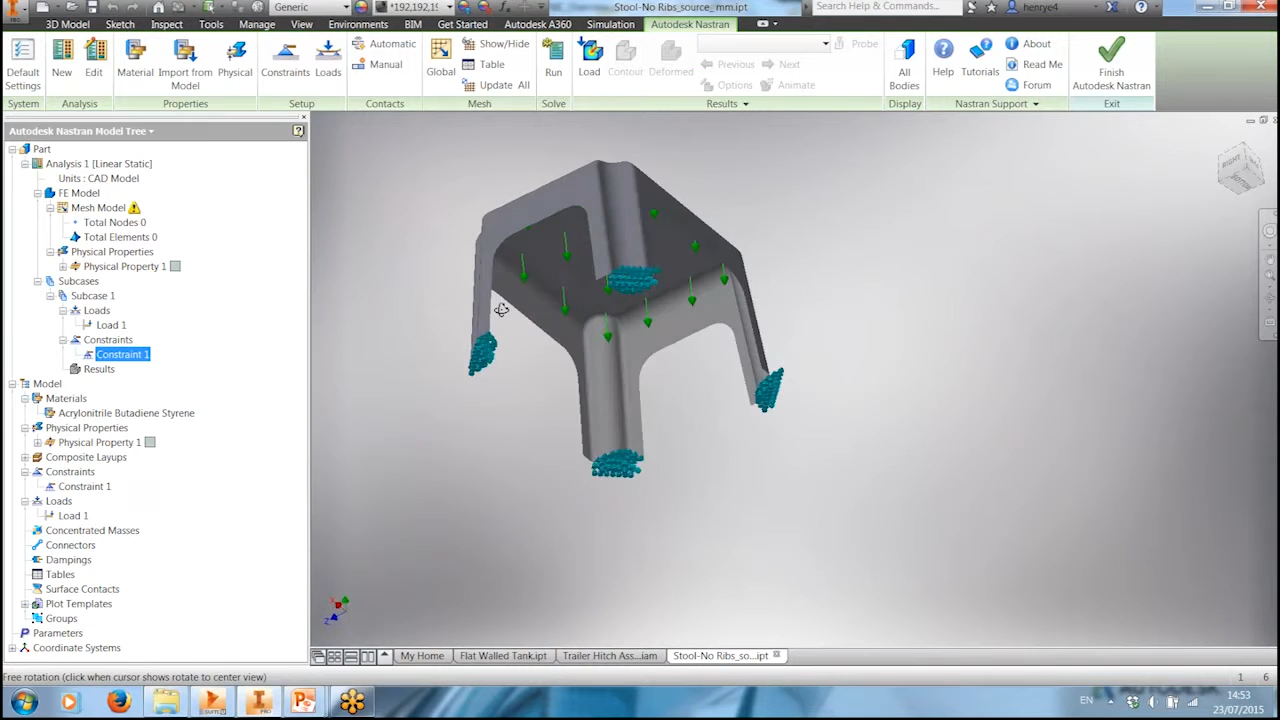 Generic
*192,192,19
Stool-No Ribs_source_ mm.ipt
Search Help & Commands...
henrye4
PRO
3D Model
Sketch
Inspect
Tools
Manage
View
Environments
BIM
Get Started
Autodesk A360
Simulation
Autodesk Nastran
Default Settings
New
Edit
Material
Import from Model
Physical
Constraints
Loads
Automatic
Manual
Global
Show/Hide
Table
Update All
Run
Load
Contour
Deformed
Probe
Previous
Next
Options
Animate
All Bodies
Help
Tutorials
About
Read Me
Forum
Finish Autodesk Nastran
System
Analysis
Properties
Setup
Contacts
Mesh
Solve
Results
Display
Nastran Support
Exit
Autodesk Nastran Model Tree
Part
Analysis 1 [Linear Static]
Units : CAD Model
FE Model
Mesh Model
Total Nodes 0
Total Elements 0
Physical Properties
Physical Property 1
Subcases
Subcase 1
Loads
Load 1
Constraints
Constraint 1
Results
Model
Materials
Acrylonitrile Butadiene Styrene
Physical Properties
Physical Property 1
Composite Layups
Constraints
Constraint 1
Loads
Load 1
Concentrated Masses
Connectors
Dampings
Tables
Surface Contacts
Plot Templates
Groups
Parameters
Coordinate Systems
RIGHT
X
Y
Z
My Home
Flat Walled Tank.ipt
Trailer Hitch Ass...iam
Stool-No Ribs_so...ipt
Free rotation (click when cursor shows rotate to center view)
1
6
EN
14:53
23/07/2015